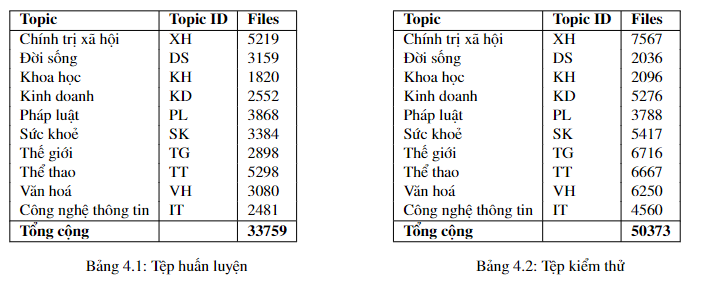 Topic Topic ID Files
Chính trị xã hội XH 5219
Đời sống DS 3159
Khoa học KH 1820
Kinh doanh KD 2552
Pháp luật PL 3868
Sức khoẻ SK 3384
Thế giới TG 2898
Thể thao TT 5298
Văn hoá VH 3080
Công nghệ thông tin IT 2481
Tổng cộng 33759
Bảng 4.1: Tệp huấn luyện
Topic Topic ID Files
Chính trị xã hội XH 7567
Đời sống DS 2036
Khoa học KH 2096
Kinh doanh KD 5276
Pháp luật PL 3788
Sức khoẻ SK 5417
Thế giới TG 6716
Thể thao TT 6667
Văn hoá VH 6250
Công nghệ thông tin IT 4560
Tổng cộng 50373
Bảng 4.2: Tệp kiểm thử